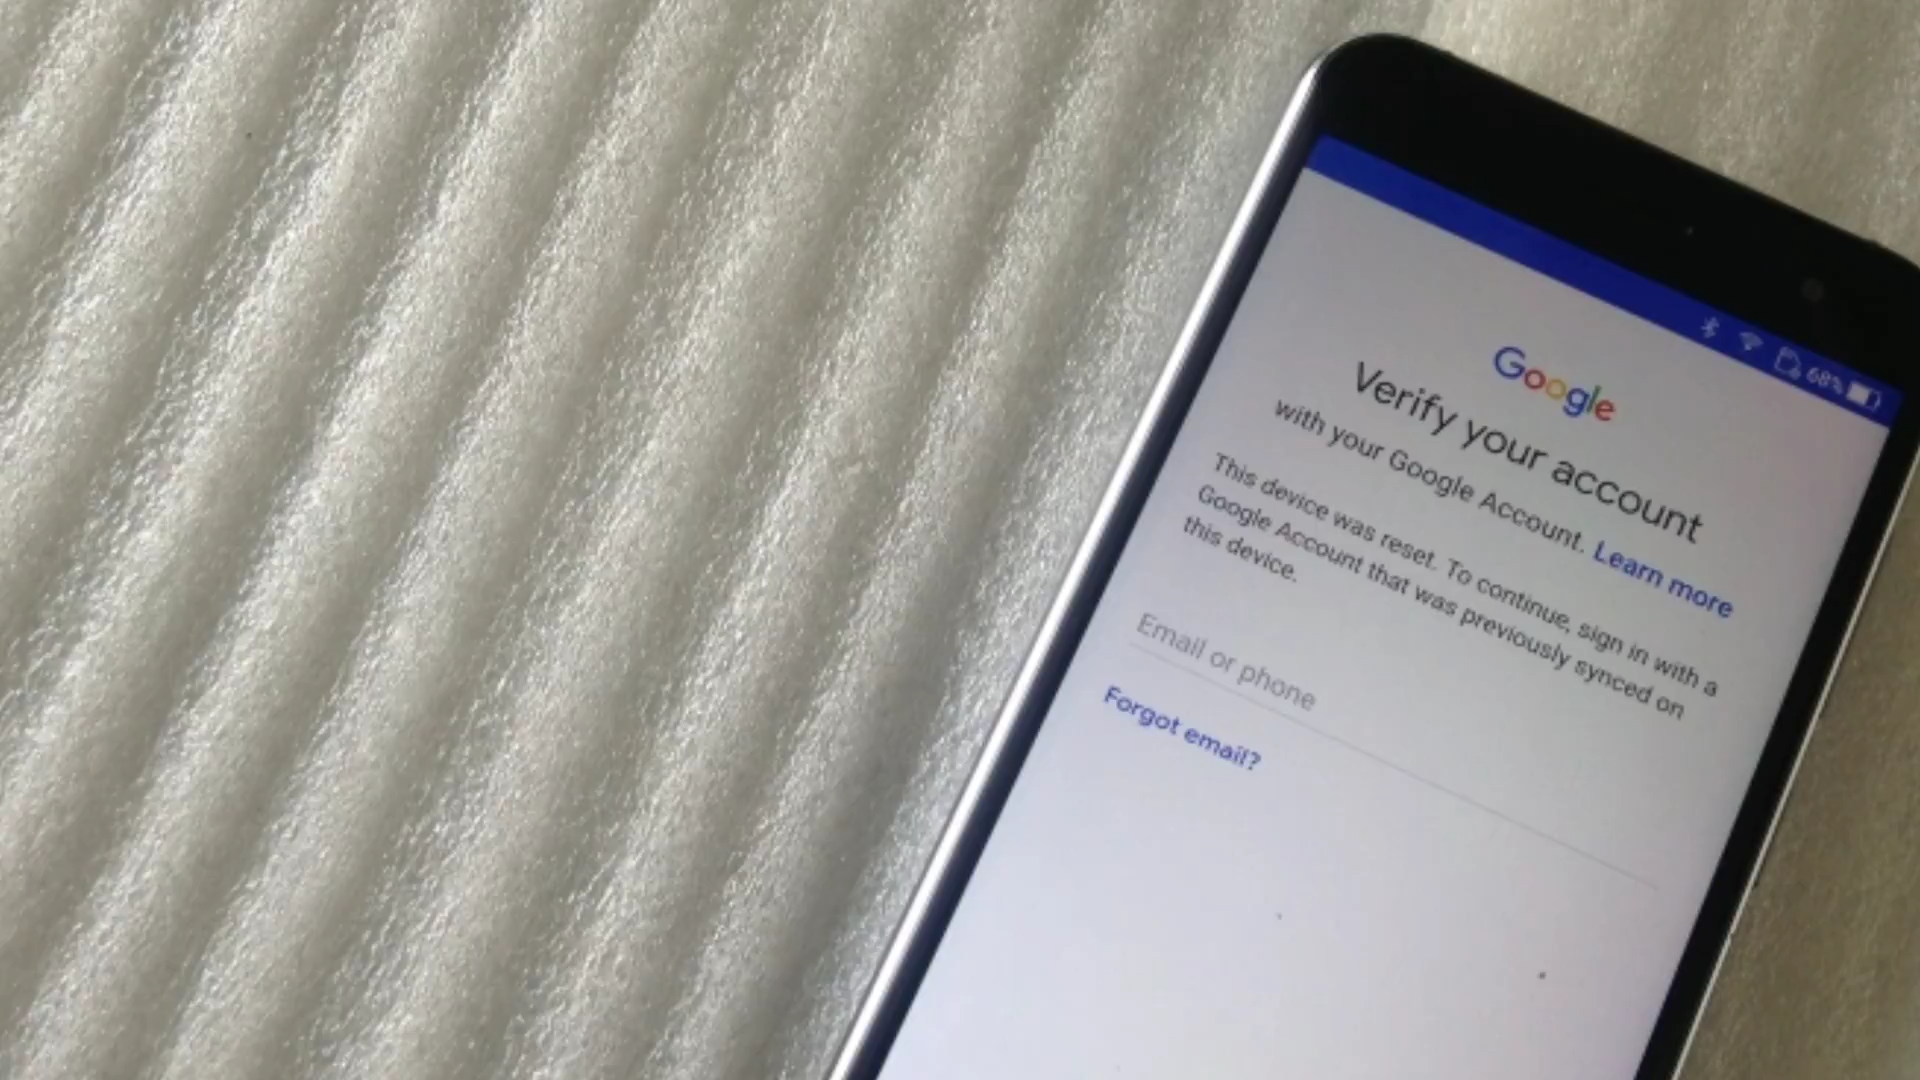 68%
Google
Verify your account
with your Google Account. Learn more
This device was reset. To continue, sign in with a
Google Account that was previously synced on
this device.
Email or phone
Forgot email?